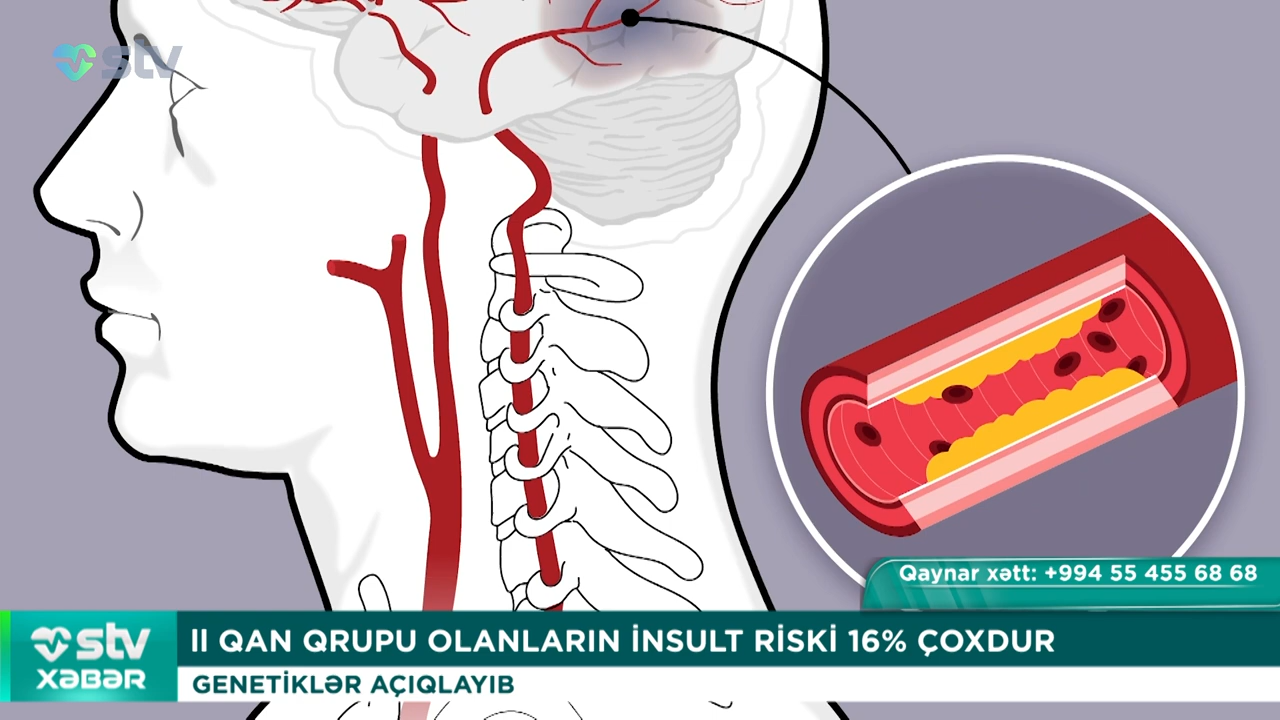 stv
Qaynar xətt: +994 55 455 68 68
stv
XƏBƏR
II QAN QRUPU OLANLARIN İNSULT RİSKİ 16% ÇOXDUR
GENETİKLƏR AÇIQLAYIB